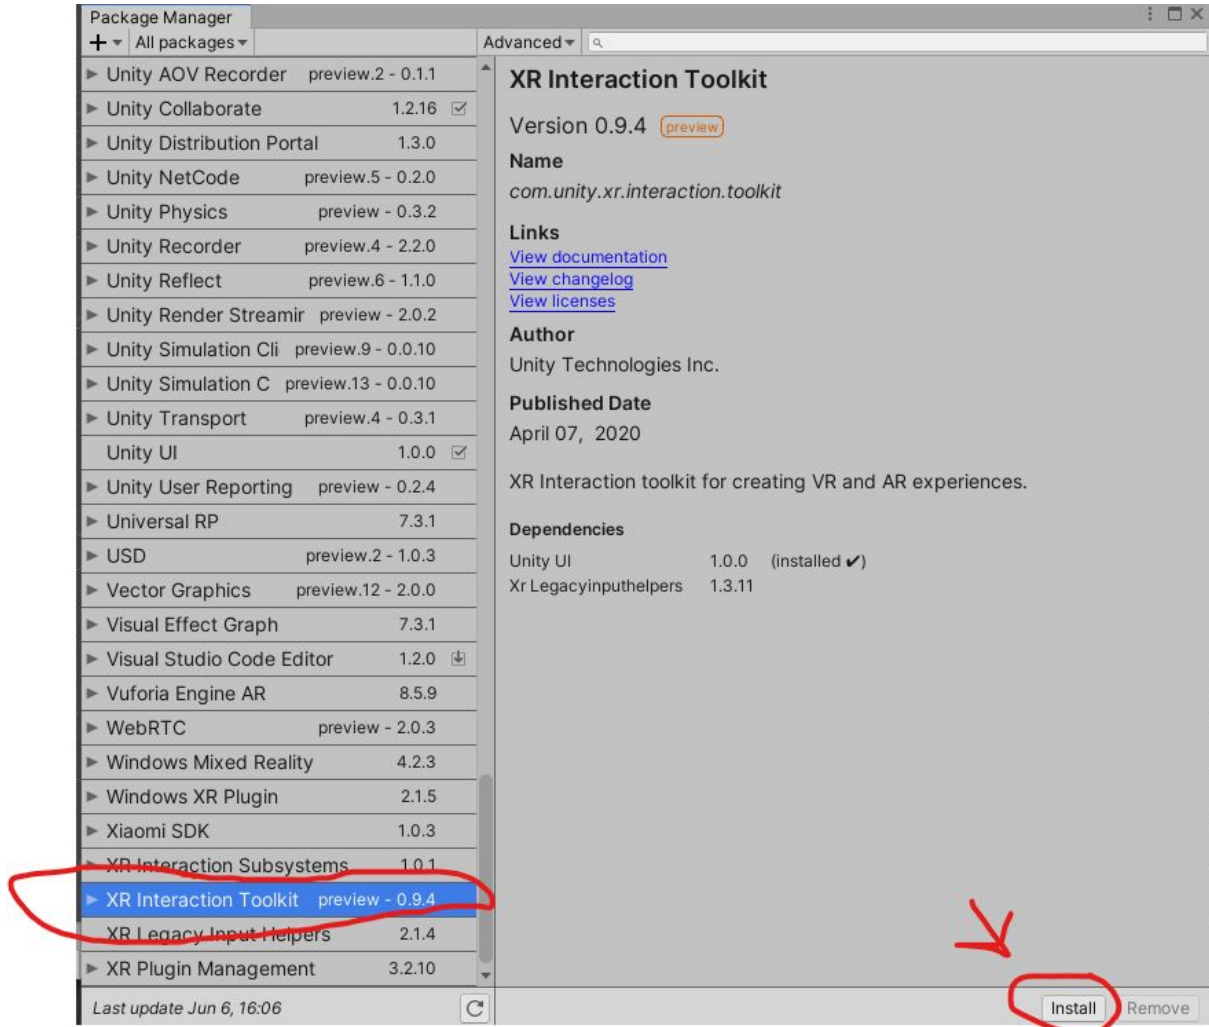 Package Manager
All packages
Advanced
Unity AOV Recorder preview.2 - 0.1.1
Unity Collaborate 1.2.16
Unity Distribution Portal 1.3.0
Unity NetCode preview.5 - 0.2.0
Unity Physics preview - 0.3.2
Unity Recorder preview.4 - 2.2.0
Unity Reflect preview.6 - 1.1.0
Unity Render Streamir preview - 2.0.2
Unity Simulation Cli preview.9 - 0.0.10
Unity Simulation C preview.13 - 0.0.10
Unity Transport preview.4 - 0.3.1
Unity UI 1.0.0
Unity User Reporting preview - 0.2.4
Universal RP 7.3.1
USD preview.2 - 1.0.3
Vector Graphics preview.12 - 2.0.0
Visual Effect Graph 7.3.1
Visual Studio Code Editor 1.2.0
Vuforia Engine AR 8.5.9
WebRTC preview - 2.0.3
Windows Mixed Reality 4.2.3
Windows XR Plugin 2.1.5
Xiaomi SDK 1.0.3
XR Interaction Subsystems 1.0.1
XR Interaction Toolkit preview - 0.9.4
XR Legacy Input Helpers 2.1.4
XR Plugin Management 3.2.10
Last update Jun 6, 16:06
XR Interaction Toolkit
Version 0.9.4 preview
Name
com.unity.xr.interaction.toolkit
Links
View documentation
View changelog
View licenses
Author
Unity Technologies Inc.
Published Date
April 07, 2020
XR Interaction toolkit for creating VR and AR experiences.
Dependencies
Unity UI 1.0.0 (installed ✔)
Xr Legacyinputhelpers 1.3.11
Install
Remove